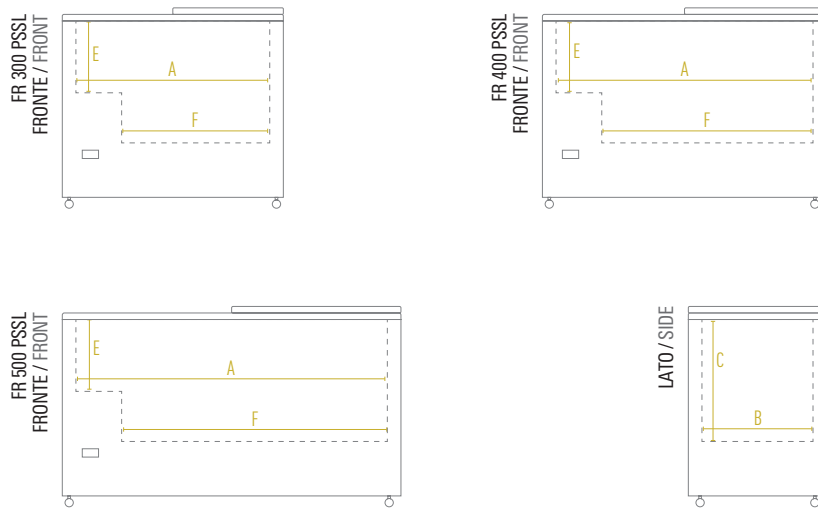 FR 300 PSSL
FRONTE / FRONT
E
A
F
FR 400 PSSL
FRONTE / FRONT
E
A
F
FR 500 PSSL
FRONTE / FRONT
E
A
F
LATO / SIDE
C
B